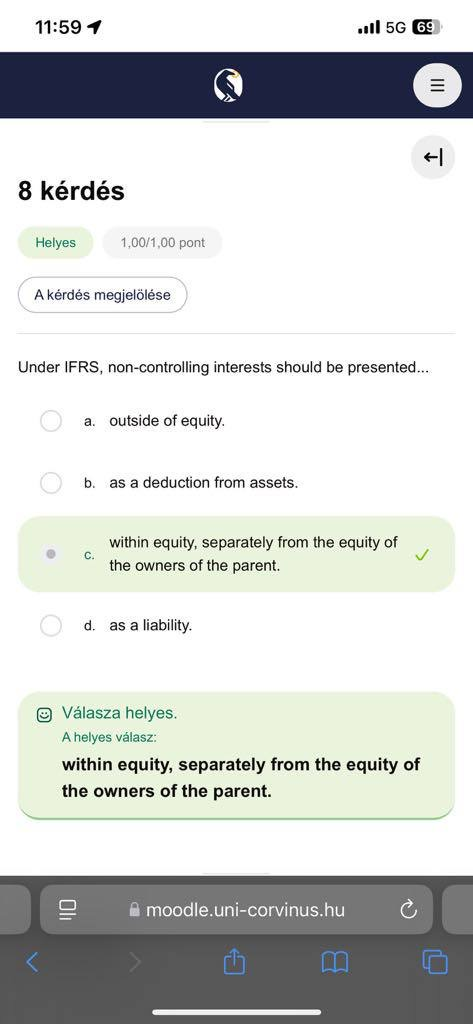 11:59
5G 69
8 kérdés
Helyes
1,00/1,00 pont
A kérdés megjelölése
Under IFRS, non-controlling interests should be presented...
a. outside of equity.
b. as a deduction from assets.
c. within equity, separately from the equity of
the owners of the parent.
d. as a liability.
Válasza helyes.
A helyes válasz:
within equity, separately from the equity of
the owners of the parent.
moodle.uni-corvinus.hu